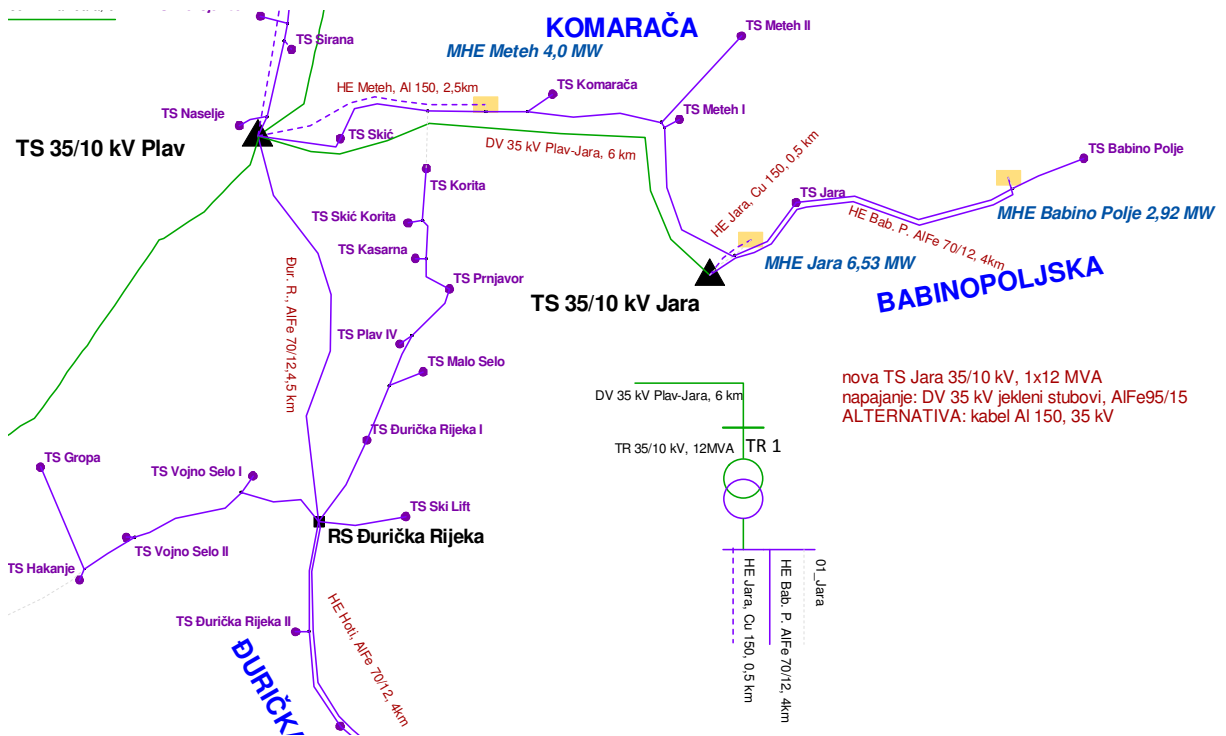 TS Sirana
KOMARAČA
TS Meteh II
MHE Meteh 4,0 MW
HE Meteh, Al 150, 2,5km
TS Komarača
TS Naselje
TS Meteh I
TS 35/10 kV Plav
TS Skić
DV 35 kV Plav-Jara, 6 km
TS Babino Polje
HE Jara, Cu 150, 0,5 km
TS Korita
TS Jara
TS Skić Korita
HE Bab. P. AlFe 70/12, 4km
MHE Babino Polje 2,92 MW
TS Kasarna
MHE Jara 6,53 MW
BABINOPOLJSKA
TS Prnjavor
TS 35/10 kV Jara
Đur. R., AlFe 70/12,4,5 km
TS Plav IV
TS Malo Selo
nova TS Jara 35/10 kV, 1x12 MVA
napajanje: DV 35 kV jekleni stubovi, AlFe95/15
ALTERNATIVA: kabel Al 150, 35 kV
DV 35 kV Plav-Jara, 6 km
TS Đurička Rijeka I
TR 35/10 kV, 12MVA
TR 1
TS Gropa
TS Vojno Selo I
TS Ski Lift
RS Đurička Rijeka
TS Vojno Selo II
TS Hakanje
HE Jara, Cu 150, 0,5 km
HE Bab. P. AlFe 70/12, 4km
01_Jara
TS Đurička Rijeka II
HE Hoti, AlFe 70/12, 4km
ĐURIČKA